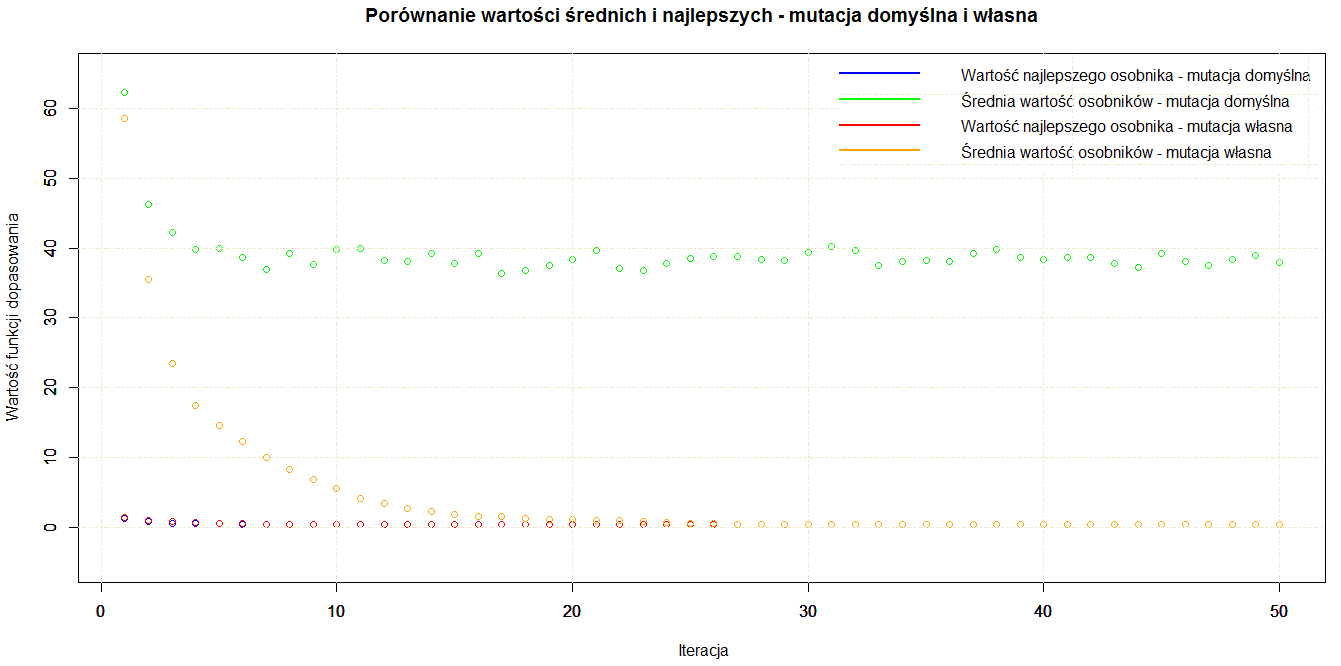 Porównanie wartości średnich i najlepszych - mutacja domyślna i własna
Wartość najlepszego osobnika - mutacja domyślna
Średnia wartość osobników - mutacja domyślna
Wartość najlepszego osobnika - mutacja własna
Średnia wartość osobników - mutacja własna
Wartość funkcji dopasowania
60
50
40
30
20
10
0
0 10 20 30 40 50
Iteracja